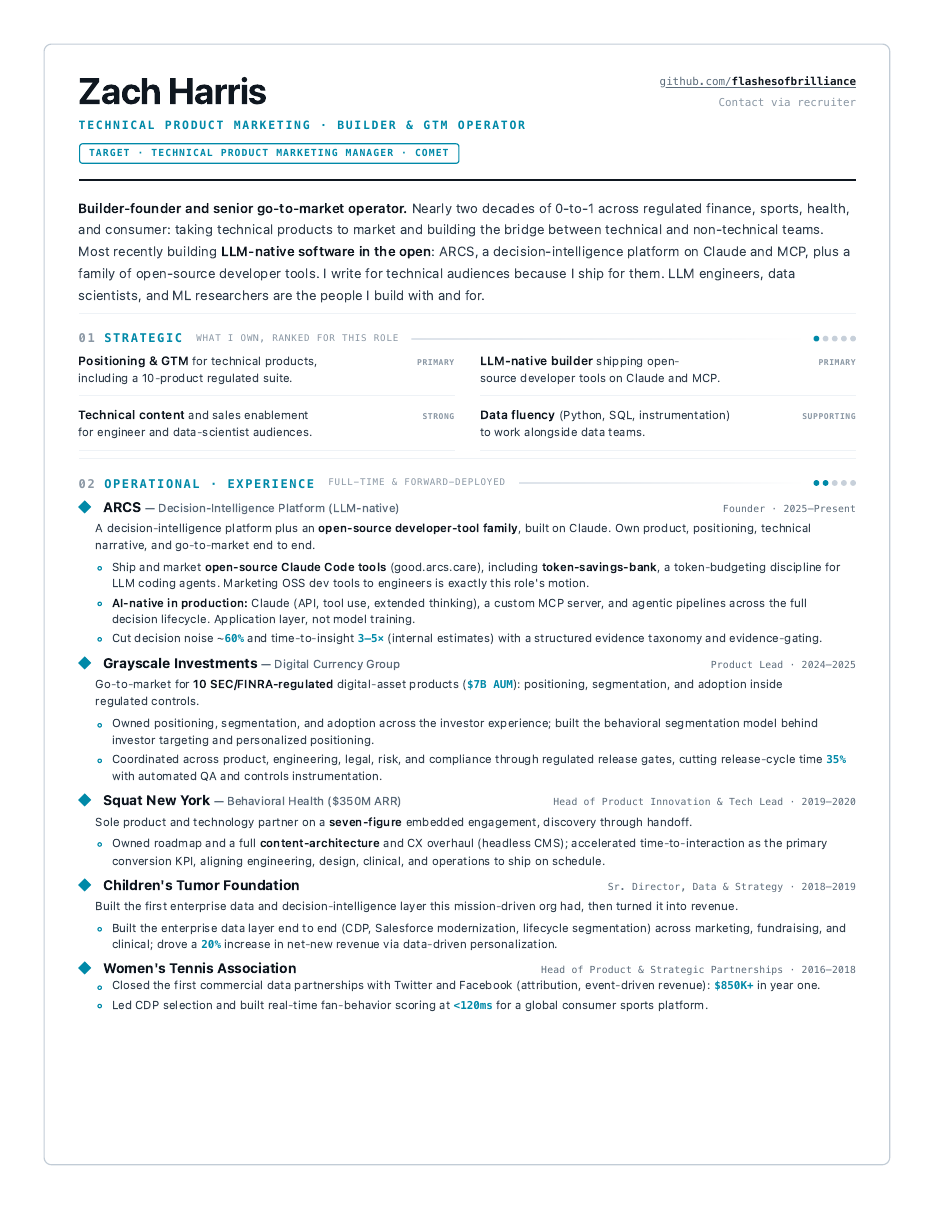 Zach Harris
github.com/flashesofbrilliance
Contact via recruiter
TECHNICAL PRODUCT MARKETING · BUILDER & GTM OPERATOR
TARGET · TECHNICAL PRODUCT MARKETING MANAGER · COMET
Builder-founder and senior go-to-market operator. Nearly two decades of 0-to-1 across regulated finance, sports, health,
and consumer: taking technical products to market and building the bridge between technical and non-technical teams.
Most recently building LLM-native software in the open: ARCS, a decision-intelligence platform on Claude and MCP, plus a
family of open-source developer tools. I write for technical audiences because I ship for them. LLM engineers, data
scientists, and ML researchers are the people I build with and for.
01 STRATEGIC WHAT I OWN, RANKED FOR THIS ROLE
Positioning & GTM for technical products,
including a 10-product regulated suite.
PRIMARY
LLM-native builder shipping open-
source developer tools on Claude and MCP.
PRIMARY
Technical content and sales enablement
for engineer and data-scientist audiences.
STRONG
Data fluency (Python, SQL, instrumentation)
to work alongside data teams.
SUPPORTING
02 OPERATIONAL · EXPERIENCE FULL-TIME & FORWARD-DEPLOYED
ARCS — Decision-Intelligence Platform (LLM-native) Founder · 2025–Present
A decision-intelligence platform plus an open-source developer-tool family, built on Claude. Own product, positioning, technical
narrative, and go-to-market end to end.
Ship and market open-source Claude Code tools (good.arcs.care), including token-savings-bank, a token-budgeting discipline for
LLM coding agents. Marketing OSS dev tools to engineers is exactly this role's motion.
AI-native in production: Claude (API, tool use, extended thinking), a custom MCP server, and agentic pipelines across the full
decision lifecycle. Application layer, not model training.
Cut decision noise ~60% and time-to-insight 3–5× (internal estimates) with a structured evidence taxonomy and evidence-gating.
Grayscale Investments — Digital Currency Group Product Lead · 2024–2025
Go-to-market for 10 SEC/FINRA-regulated digital-asset products ($7B AUM): positioning, segmentation, and adoption inside
regulated controls.
Owned positioning, segmentation, and adoption across the investor experience; built the behavioral segmentation model behind
investor targeting and personalized positioning.
Coordinated across product, engineering, legal, risk, and compliance through regulated release gates, cutting release-cycle time 35%
with automated QA and controls instrumentation.
Squat New York — Behavioral Health ($350M ARR) Head of Product Innovation & Tech Lead · 2019–2020
Sole product and technology partner on a seven-figure embedded engagement, discovery through handoff.
Owned roadmap and a full content-architecture and CX overhaul (headless CMS); accelerated time-to-interaction as the primary
conversion KPI, aligning engineering, design, clinical, and operations to ship on schedule.
Children's Tumor Foundation Sr. Director, Data & Strategy · 2018–2019
Built the first enterprise data and decision-intelligence layer this mission-driven org had, then turned it into revenue.
Built the enterprise data layer end to end (CDP, Salesforce modernization, lifecycle segmentation) across marketing, fundraising, and
clinical; drove a 20% increase in net-new revenue via data-driven personalization.
Women's Tennis Association Head of Product & Strategic Partnerships · 2016–2018
Closed the first commercial data partnerships with Twitter and Facebook (attribution, event-driven revenue): $850K+ in year one.
Led CDP selection and built real-time fan-behavior scoring at <120ms for a global consumer sports platform.